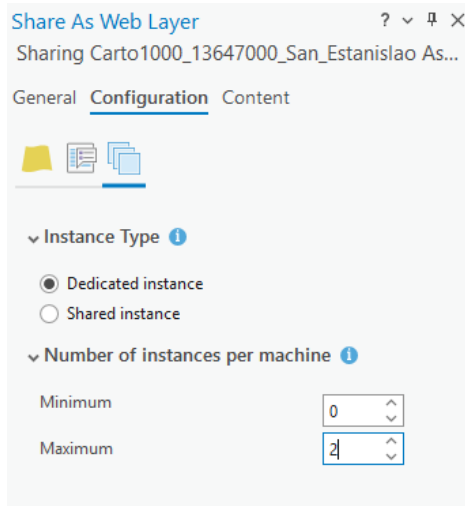 Share As Web Layer ?
Sharing Carto1000_13647000_San_Estanislao As...
General Configuration Content
Instance Type i
Dedicated instance
Shared instance
Number of instances per machine i
Minimum 0
Maximum 2